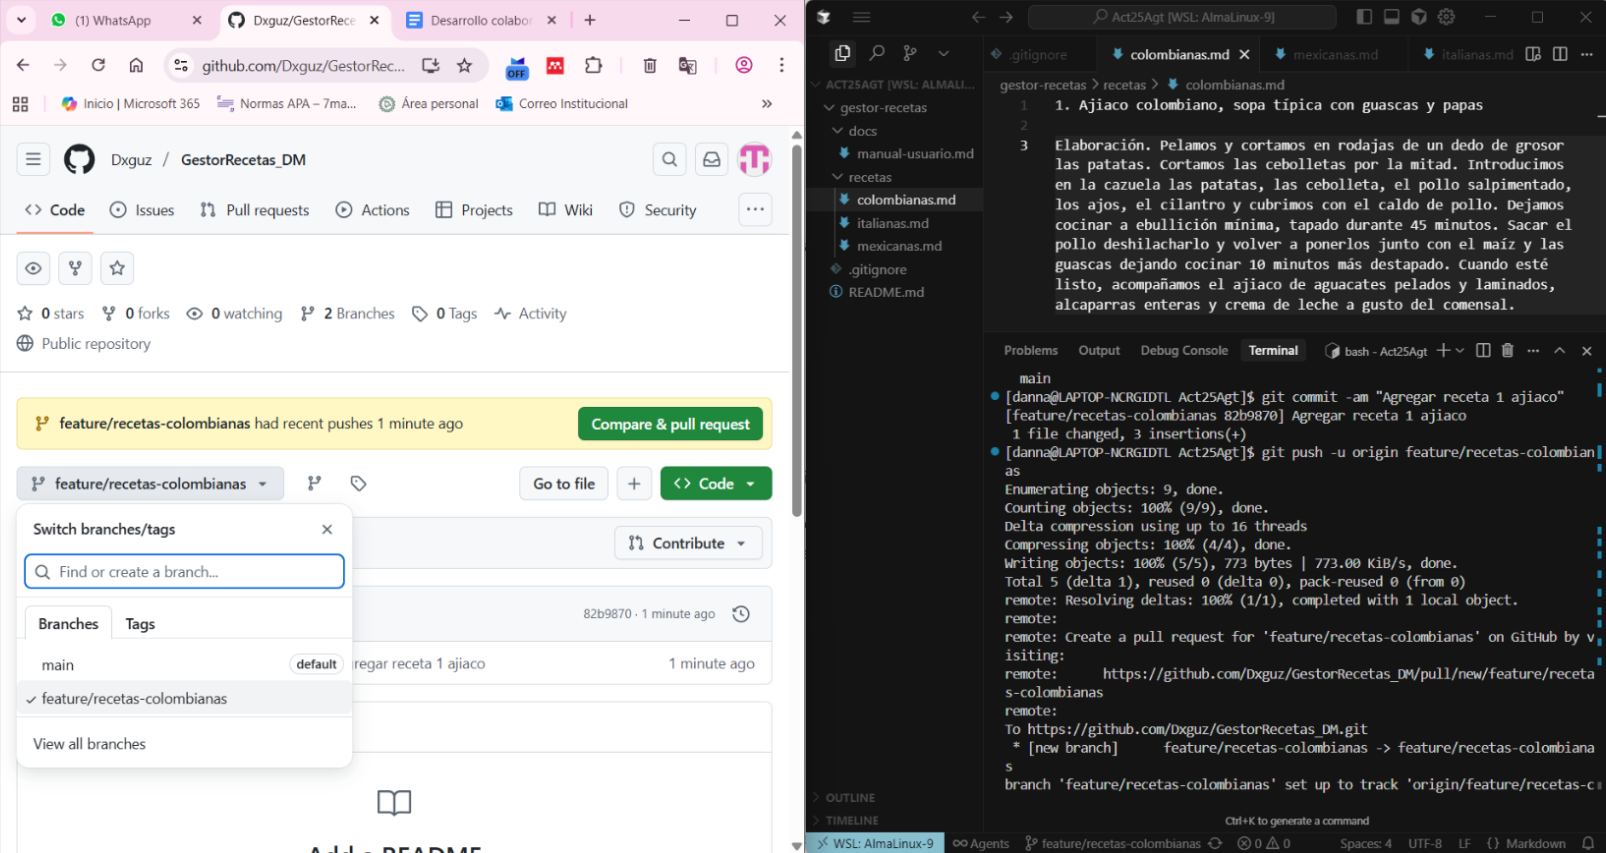 (1) WhatsApp
Dxguz/GestorRece
Desarrollo colabor
github.com/Dxguz/GestorRec...
OFF
Inicio | Microsoft 365
Normas APA – 7ma...
Área personal
Correo Institucional
»
Dxguz / GestorRecetas_DM
Code
Issues
Pull requests
Actions
Projects
Wiki
Security
0 stars
0 forks
0 watching
2 Branches
0 Tags
Activity
Public repository
feature/recetas-colombianas had recent pushes 1 minute ago
Compare & pull request
feature/recetas-colombianas
Go to file
Code
Switch branches/tags
Contribute
Find or create a branch...
82b9870 · 1 minute ago
Branches
Tags
main
default
regar receta 1 ajiaco
1 minute ago
feature/recetas-colombianas
View all branches
Add a README
Act25Agt [WSL: AlmaLinux-9]
.gitignore
colombianas.md
mexicanas.md
italianas.md
ACT25AGT [WSL: ALMALI...
gestor-recetas
docs
manual-usuario.md
recetas
colombianas.md
italianas.md
mexicanas.md
.gitignore
README.md
OUTLINE
TIMELINE
gestor-recetas > recetas > colombianas.md
1 1. Ajiaco colombiano, sopa típica con guascas y papas
2
3 Elaboración. Pelamos y cortamos en rodajas de un dedo de grosor
las patatas. Cortamos las cebolletas por la mitad. Introducimos
en la cazuela las patatas, las cebolleta, el pollo salpimentado,
los ajos, el cilantro y cubrimos con el caldo de pollo. Dejamos
cocinar a ebullición mínima, tapado durante 45 minutos. Sacar el
pollo deshilacharlo y volver a ponerlos junto con el maíz y las
guascas dejando cocinar 10 minutos más destapado. Cuando esté
listo, acompañamos el ajiaco de aguacates pelados y laminados,
alcaparras enteras y crema de leche a gusto del comensal.
Problems
Output
Debug Console
Terminal
bash - Act25Agt
main
[danna@LAPTOP-NCRGIDTL Act25Agt]$ git commit -am "Agregar receta 1 ajiaco"
[feature/recetas-colombianas 82b9870] Agregar receta 1 ajiaco
1 file changed, 3 insertions(+)
[danna@LAPTOP-NCRGIDTL Act25Agt]$ git push -u origin feature/recetas-colombian
as
Enumerating objects: 9, done.
Counting objects: 100% (9/9), done.
Delta compression using up to 16 threads
Compressing objects: 100% (4/4), done.
Writing objects: 100% (5/5), 773 bytes | 773.00 KiB/s, done.
Total 5 (delta 1), reused 0 (delta 0), pack-reused 0 (from 0)
remote: Resolving deltas: 100% (1/1), completed with 1 local object.
remote:
remote: Create a pull request for 'feature/recetas-colombianas' on GitHub by v
isiting:
remote: https://github.com/Dxguz/GestorRecetas_DM/pull/new/feature/receta
s-colombianas
remote:
To https://github.com/Dxguz/GestorRecetas_DM.git
* [new branch] feature/recetas-colombianas -> feature/recetas-colombiana
s
branch 'feature/recetas-colombianas' set up to track 'origin/feature/recetas-c
Ctrl+K to generate a command
WSL: AlmaLinux-9
Agents
feature/recetas-colombianas
0
0
Spaces: 4
UTF-8
LF
{} Markdown